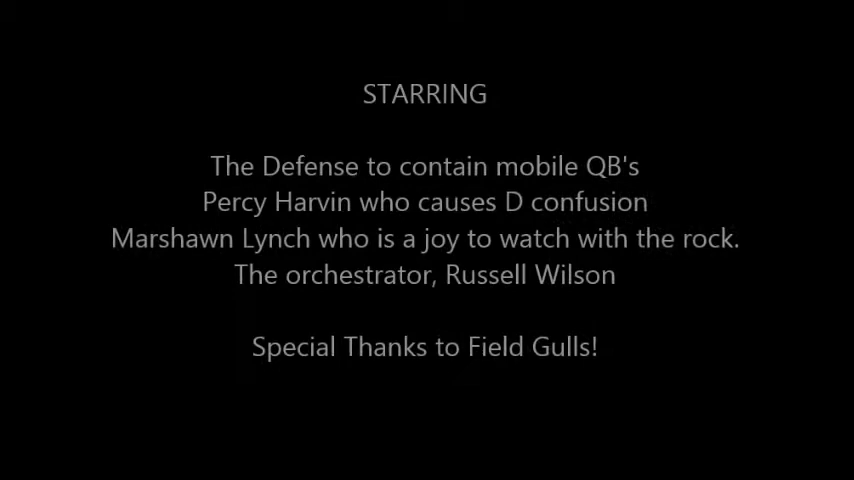 STARRING
The Defense to contain mobile QB's
Percy Harvin who causes D confusion
Marshawn Lynch who is a joy to watch with the rock.
The orchestrator, Russell Wilson
Special Thanks to Field Gulls!